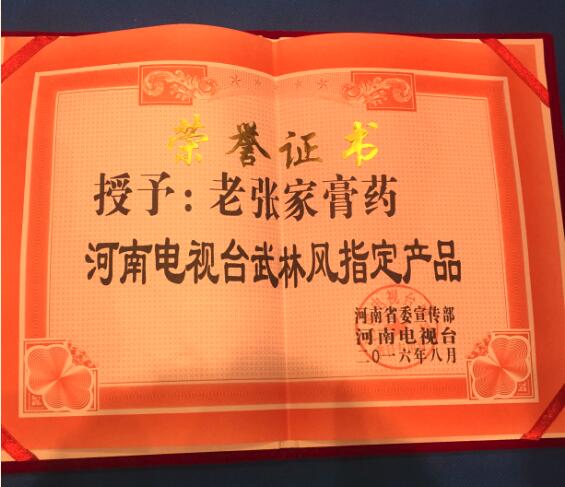 荣誉证书
授予：老张家膏药
河南电视台武林风指定产品
河南省委宣传部
河南电视台
二〇一六年八月